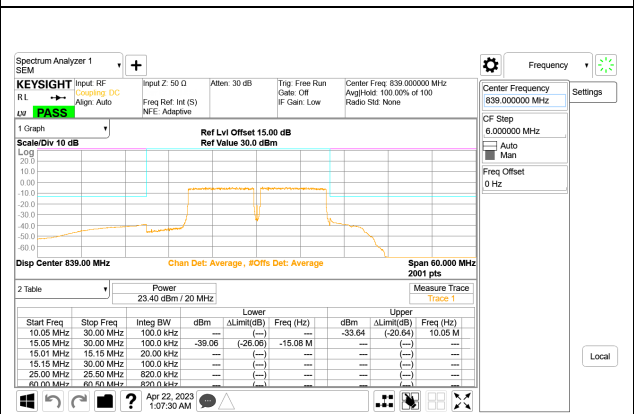 Spectrum Analyzer 1
SEM
+
Frequency
KEYSIGHT
RL
LXI
PASS
Input: RF
Coupling: DC
Align: Auto
Input Z: 50 Ω
Freq Ref: Int (S)
NFE: Adaptive
Atten: 30 dB
Trig: Free Run
Gate: Off
IF Gain: Low
Center Freq: 839.000000 MHz
Avg|Hold: 100.00% of 100
Radio Std: None
Center Frequency
839.000000 MHz
Settings
CF Step
6.000000 MHz
Auto
Man
Freq Offset
0 Hz
1 Graph
Scale/Div 10 dB
Ref Lvl Offset 15.00 dB
Ref Value 30.0 dBm
Log
20.0
10.0
0.00
-10.0
-20.0
-30.0
-40.0
-50.0
-60.0
Disp Center 839.00 MHz
Chan Det: Average, #Offs Det: Average
Span 60.000 MHz
2001 pts
2 Table
Power
23.40 dBm / 20 MHz
Measure Trace
Trace 1
Lower Upper
Start Freq Stop Freq Integ BW dBm ΔLimit(dB) Freq (Hz) dBm ΔLimit(dB) Freq (Hz)
10.05 MHz 30.00 MHz 100.0 kHz --- (---) --- -33.64 (-20.64) 10.05 M
15.05 MHz 30.00 MHz 100.0 kHz -39.06 (-26.06) -15.08 M --- (---) ---
15.01 MHz 15.15 MHz 20.00 kHz --- (---) --- --- (---) ---
15.15 MHz 30.00 MHz 100.0 kHz --- (---) --- --- (---) ---
25.00 MHz 25.50 MHz 820.0 kHz --- (---) --- --- (---) ---
60.00 MHz 60.50 MHz 820.0 kHz --- (---) --- --- (---) ---
Local
?
Apr 22, 2023
1:07:30 AM